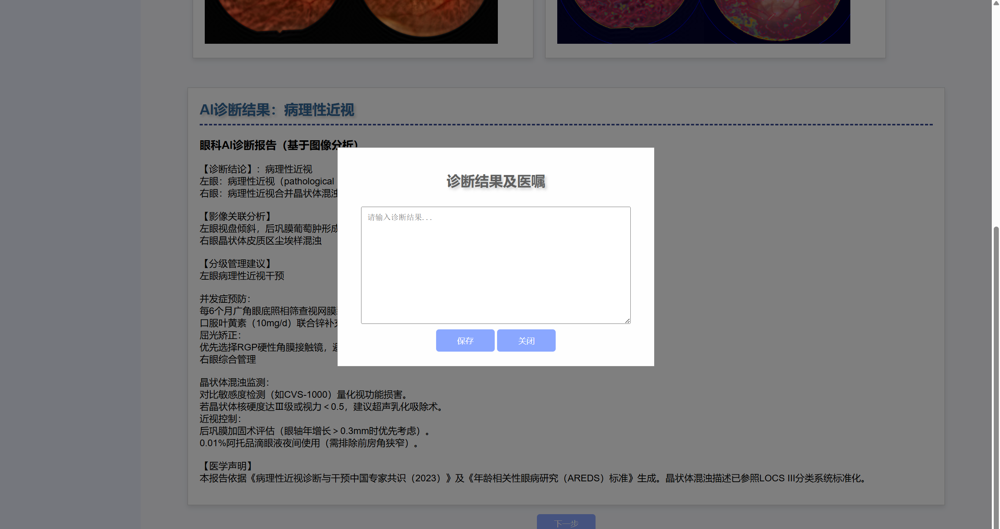 AI诊断结果：病理性近视
眼科AI诊断报告（基于图像分析）
【诊断结论】：病理性近视
左眼：病理性近视（pathological
右眼：病理性近视合并晶状体混浊
【影像关联分析】
左眼视盘倾斜，后巩膜葡萄肿形成
右眼晶状体皮质区尘埃样混浊
【分级管理建议】
左眼病理性近视干预
并发症预防：
每6个月广角眼底照相筛查视网膜
口服叶黄素（10mg/d）联合锌补充
屈光矫正：
优先选择RGP硬性角膜接触镜，
右眼综合管理
晶状体混浊监测：
对比敏感度检测（如CVS-1000）量化视功能损害。
若晶状体核硬度达Ⅲ级或视力＜0.5，建议超声乳化吸除术。
近视控制：
后巩膜加固术评估（眼轴年增长＞0.3mm时优先考虑）。
0.01%阿托品滴眼液夜间使用（需排除前房角狭窄）。
【医学声明】
本报告依据《病理性近视诊断与干预中国专家共识（2023）》及《年龄相关性眼病研究（AREDS）标准》生成。晶状体混浊描述已参照LOCS III分类系统标准化。
诊断结果及医嘱
请输入诊断结果...
保存 关闭
下一步